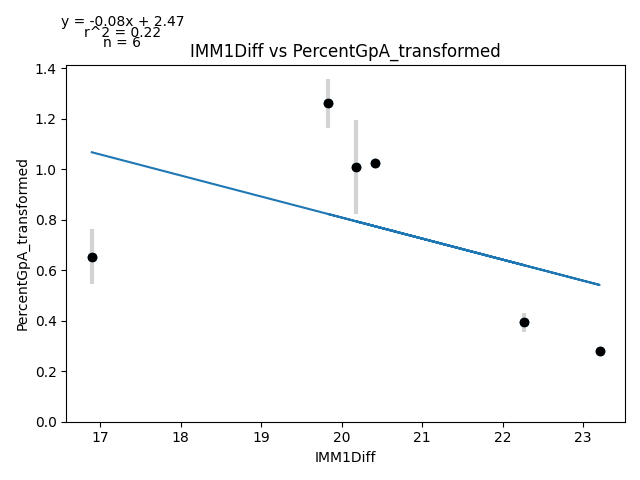 y = -0.08x + 2.47
r^2 = 0.22
n = 6
IMM1Diff vs PercentGpA_transformed
PercentGpA_transformed
1.4
1.2
1.0
0.8
0.6
0.4
0.2
0.0
17 18 19 20 21 22 23
IMM1Diff